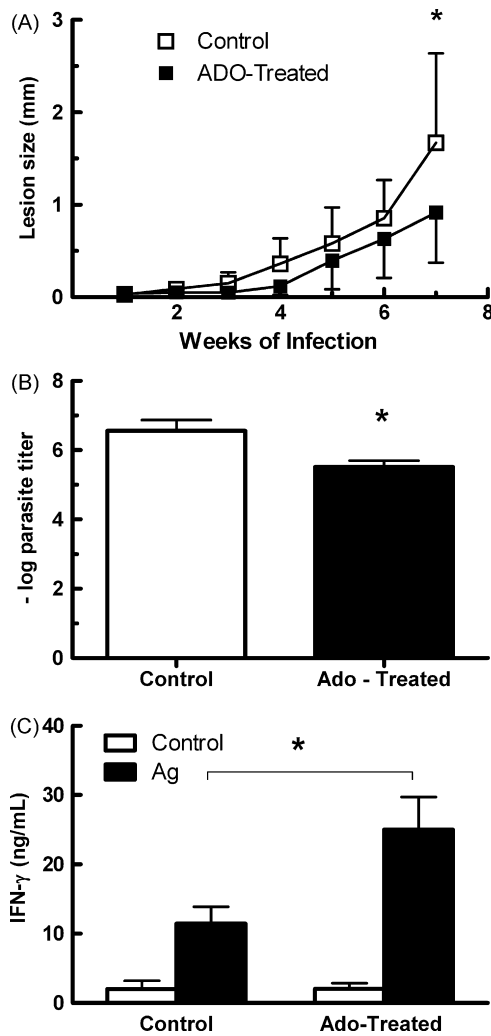 (A)
3
*
Control
ADO-Treated
2
1
0
Lesion size (mm)
2 4 6 8
Weeks of Infection
(B)
8
*
6
4
2
0
- log parasite titer
Control Ado - Treated
(C)
40
Control
*
Ag
30
20
10
0
IFN-γ (ng/mL)
Control Ado-Treated